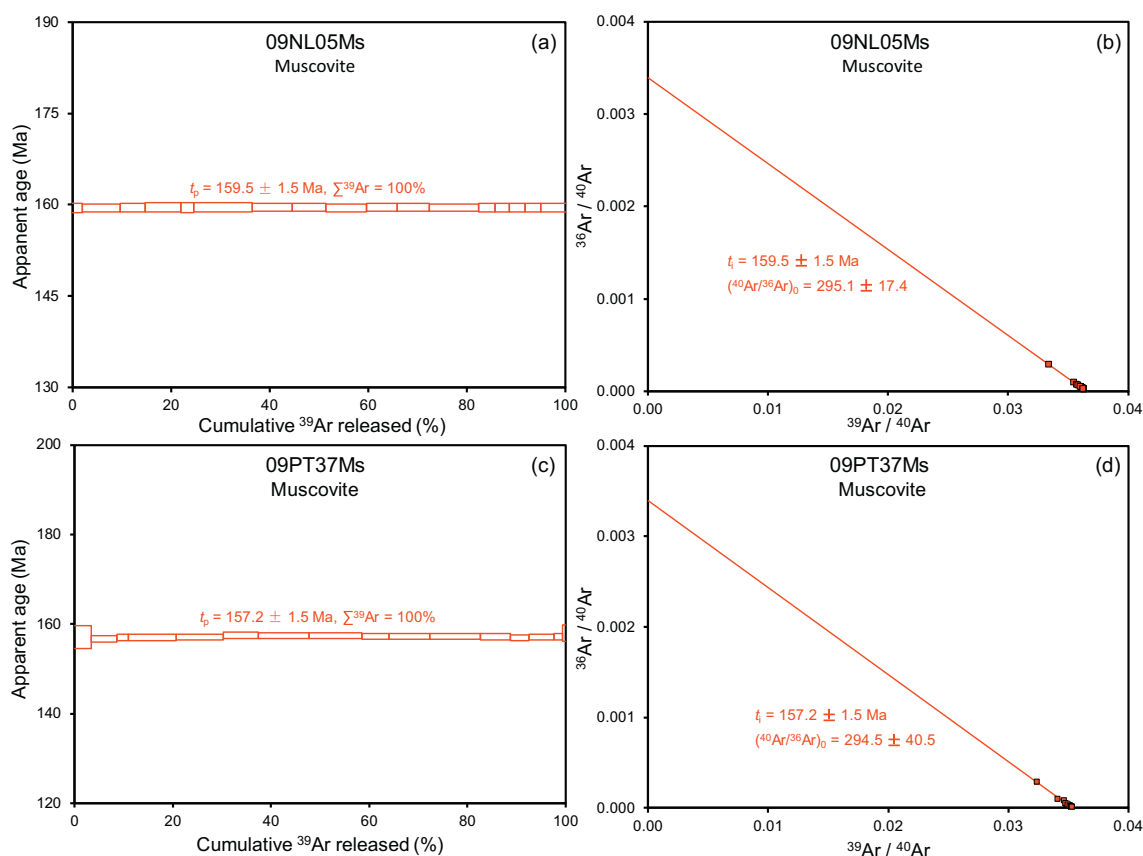 09NL05Ms (a)
Muscovite
190
175
160
145
130
Appanent age (Ma)
tₚ = 159.5 ± 1.5 Ma, ∑³⁹Ar = 100%
0 20 40 60 80 100
Cumulative ³⁹Ar released (%)
09NL05Ms (b)
Muscovite
0.004
0.003
0.002
0.001
0.000
³⁶Ar / ⁴⁰Ar
tᵢ = 159.5 ± 1.5 Ma
(⁴⁰Ar/³⁶Ar)₀ = 295.1 ± 17.4
0.00 0.01 0.02 0.03 0.04
³⁹Ar / ⁴⁰Ar
09PT37Ms (c)
Muscovite
200
180
160
140
120
Apparent age (Ma)
tₚ = 157.2 ± 1.5 Ma, ∑³⁹Ar = 100%
0 20 40 60 80 100
Cumulative ³⁹Ar released (%)
09PT37Ms (d)
Muscovite
0.004
0.003
0.002
0.001
0.000
³⁶Ar / ⁴⁰Ar
tᵢ = 157.2 ± 1.5 Ma
(⁴⁰Ar/³⁶Ar)₀ = 294.5 ± 40.5
0.00 0.01 0.02 0.03 0.04
³⁹Ar / ⁴⁰Ar